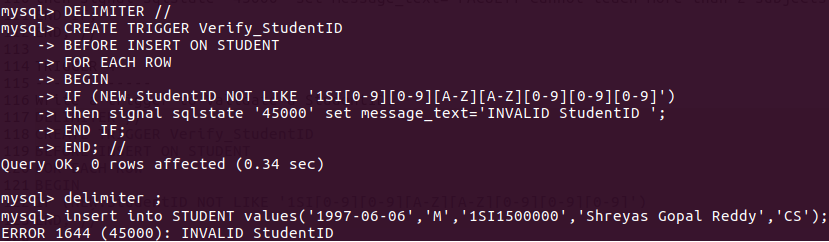 mysql> DELIMITER //
mysql> CREATE TRIGGER Verify_StudentID
    -> BEFORE INSERT ON STUDENT
    -> FOR EACH ROW
    -> BEGIN
    -> IF (NEW.StudentID NOT LIKE '1SI[0-9][0-9][A-Z][A-Z][0-9][0-9][0-9]')
    -> then signal sqlstate '45000' set message_text='INVALID StudentID ';
    -> END IF;
    -> END; //
Query OK, 0 rows affected (0.34 sec)

mysql> delimiter ;
mysql> insert into STUDENT values('1997-06-06','M','1SI1500000','Shreyas Gopal Reddy','CS');
ERROR 1644 (45000): INVALID StudentID